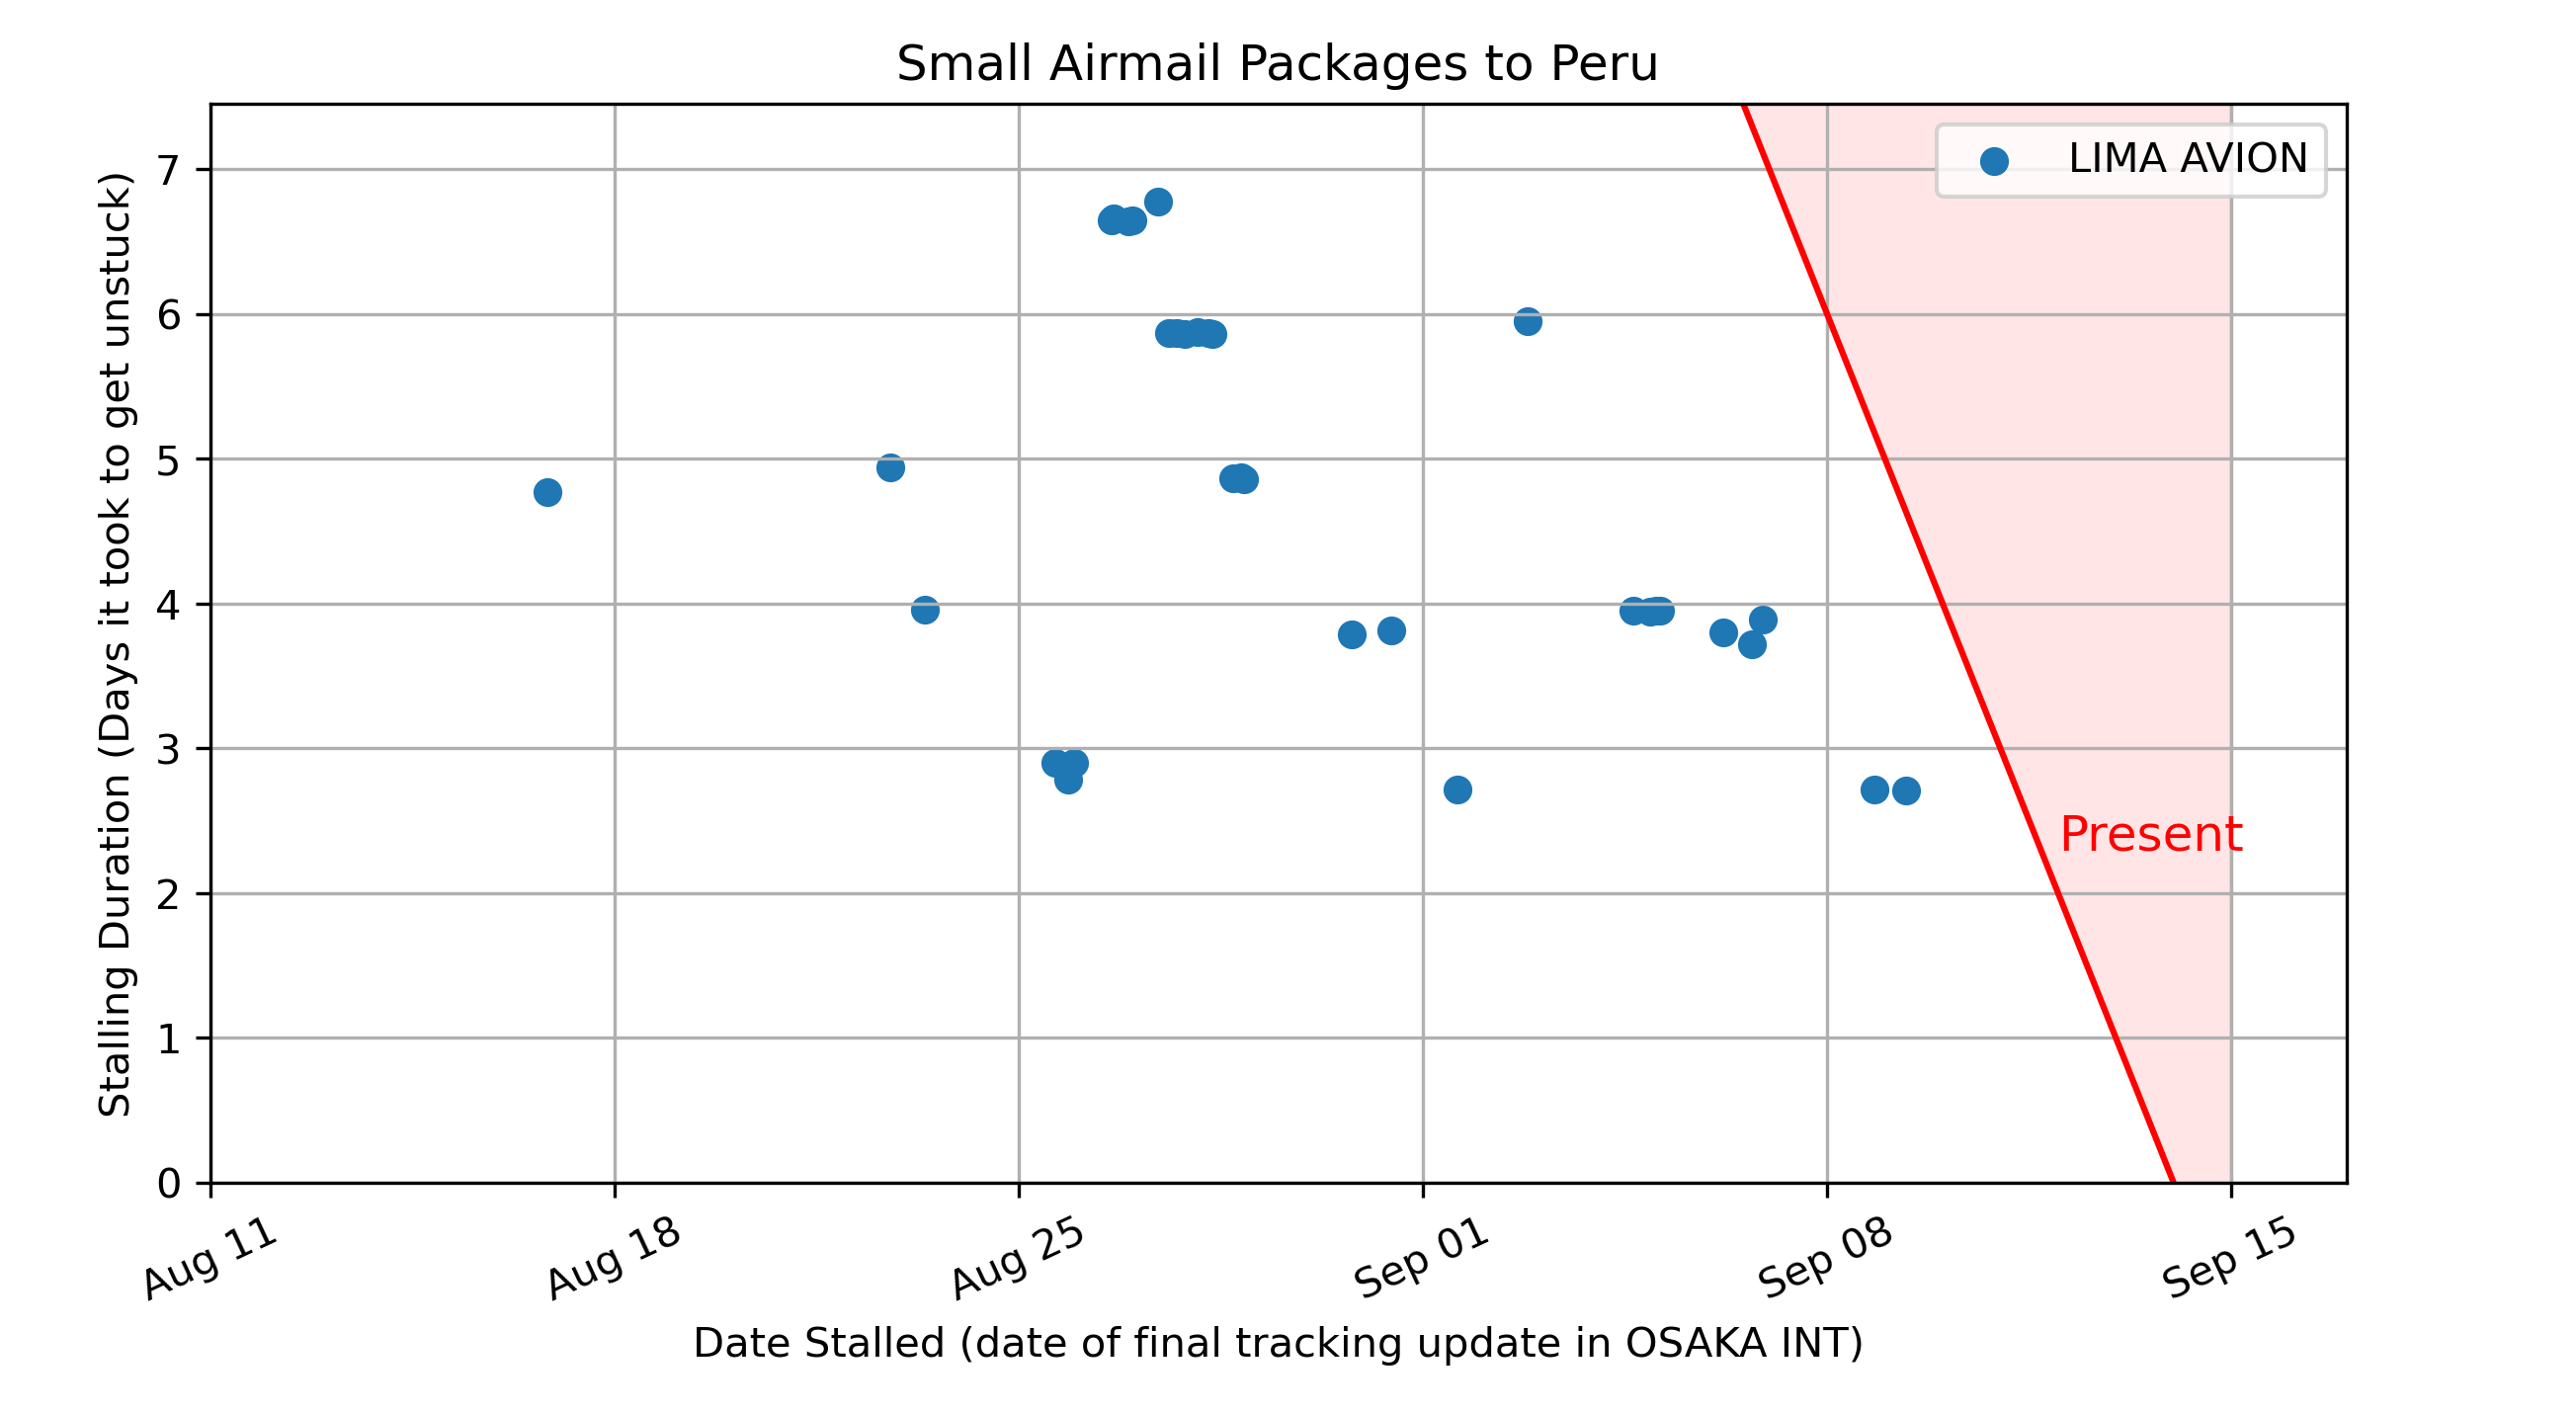 Small Airmail Packages to Peru
LIMA AVION
Stalling Duration (Days it took to get unstuck)
7
6
5
4
3
2
1
0
Present
Aug 11
Aug 18
Aug 25
Sep 01
Sep 08
Sep 15
Date Stalled (date of final tracking update in OSAKA INT)